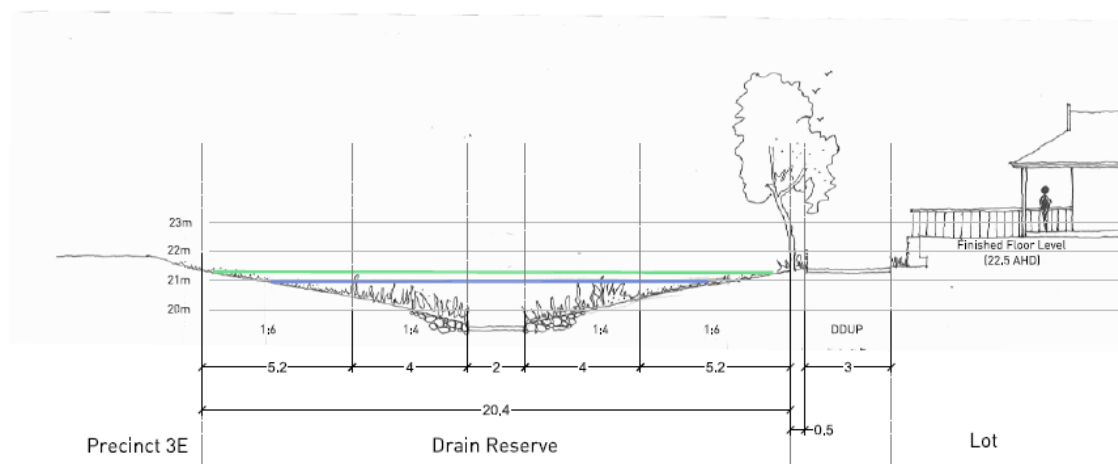 23m
22m
21m
20m
Finished Floor Level
(22.5 AHD)
1:6
1:4
1:4
1:6
DDUP
5.2
4
2
4
5.2
3
20.4
0.5
Precinct 3E
Drain Reserve
Lot